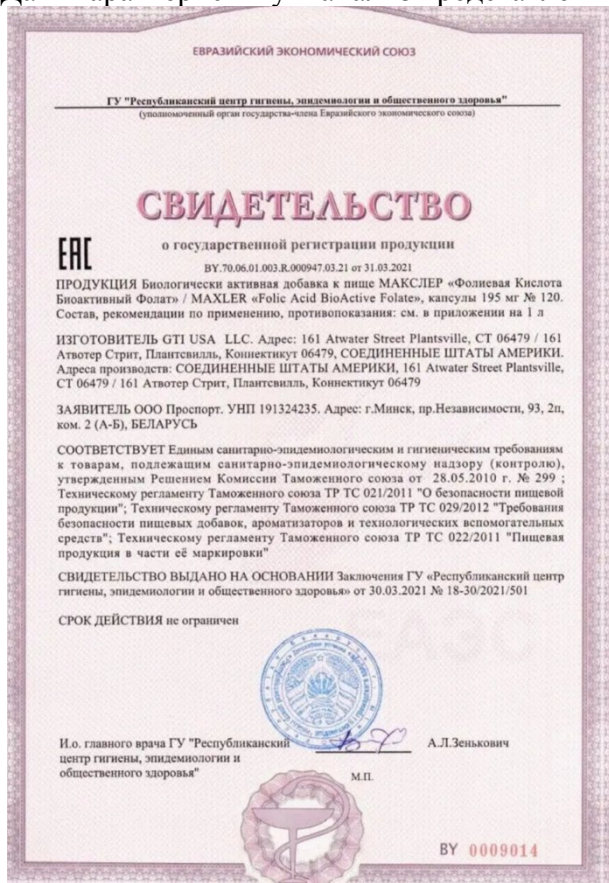 ЕВРАЗИЙСКИЙ ЭКОНОМИЧЕСКИЙ СОЮЗ
ГУ "Республиканский центр гигиены, эпидемиологии и общественного здоровья"
(уполномоченный орган государства-члена Евразийского экономического союза)
СВИДЕТЕЛЬСТВО
EAC
о государственной регистрации продукции
BY.70.06.01.003.R.000947.03.21 от 31.03.2021
ПРОДУКЦИЯ Биологически активная добавка к пище МАКСЛЕР «Фолиевая Кислота
Биоактивный Фолат» / MAXLER «Folic Acid BioActive Folate», капсулы 195 мг № 120.
Состав, рекомендации по применению, противопоказания: см. в приложении на 1 л
ИЗГОТОВИТЕЛЬ GTI USA LLC. Адрес: 161 Atwater Street Plantsville, CT 06479 / 161
Атвотер Стрит, Плантсвилль, Коннектикут 06479, СОЕДИНЕННЫЕ ШТАТЫ АМЕРИКИ.
Адреса производств: СОЕДИНЕННЫЕ ШТАТЫ АМЕРИКИ, 161 Atwater Street Plantsville,
CT 06479 / 161 Атвотер Стрит, Плантсвилль, Коннектикут 06479
ЗАЯВИТЕЛЬ ООО Проспорт. УНП 191324235. Адрес: г.Минск, пр.Независимости, 93, 2п,
ком. 2 (А-Б), БЕЛАРУСЬ
СООТВЕТСТВУЕТ Единым санитарно-эпидемиологическим и гигиеническим требованиям
к товарам, подлежащим санитарно-эпидемиологическому надзору (контролю),
утвержденным Решением Комиссии Таможенного союза от 28.05.2010 г. № 299 ;
Техническому регламенту Таможенного союза ТР ТС 021/2011 "О безопасности пищевой
продукции"; Техническому регламенту Таможенного союза ТР ТС 029/2012 "Требования
безопасности пищевых добавок, ароматизаторов и технологических вспомогательных
средств"; Техническому регламенту Таможенного союза ТР ТС 022/2011 "Пищевая
продукция в части её маркировки"
СВИДЕТЕЛЬСТВО ВЫДАНО НА ОСНОВАНИИ Заключения ГУ «Республиканский центр
гигиены, эпидемиологии и общественного здоровья» от 30.03.2021 № 18-30/2021/501
СРОК ДЕЙСТВИЯ не ограничен
ЕАЭС
И.о. главного врача ГУ "Республиканский
центр гигиены, эпидемиологии и
общественного здоровья"
А.Л.Зенькович
М.П.
BY 0009014